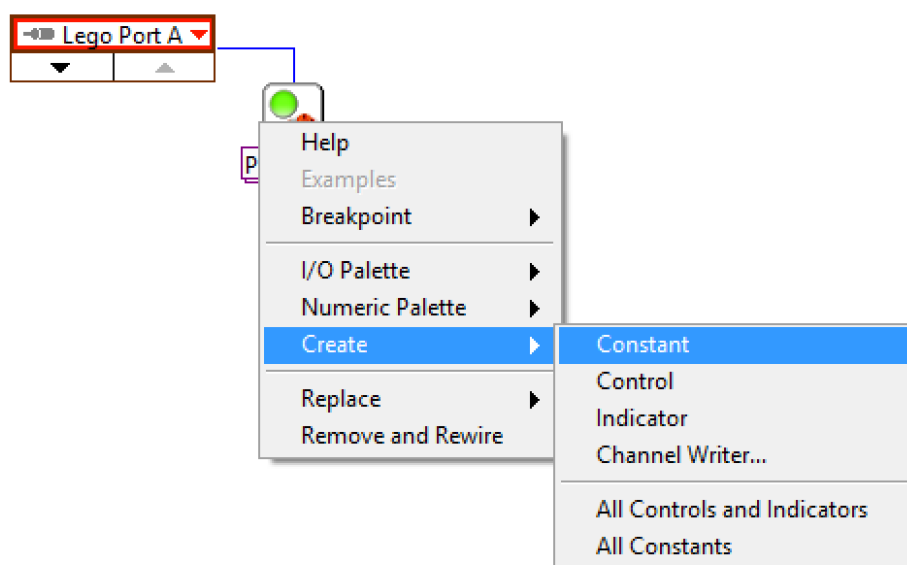 Lego Port A
P
Help
Examples
Breakpoint
I/O Palette
Numeric Palette
Create
Constant
Replace
Control
Remove and Rewire
Indicator
Channel Writer...
All Controls and Indicators
All Constants